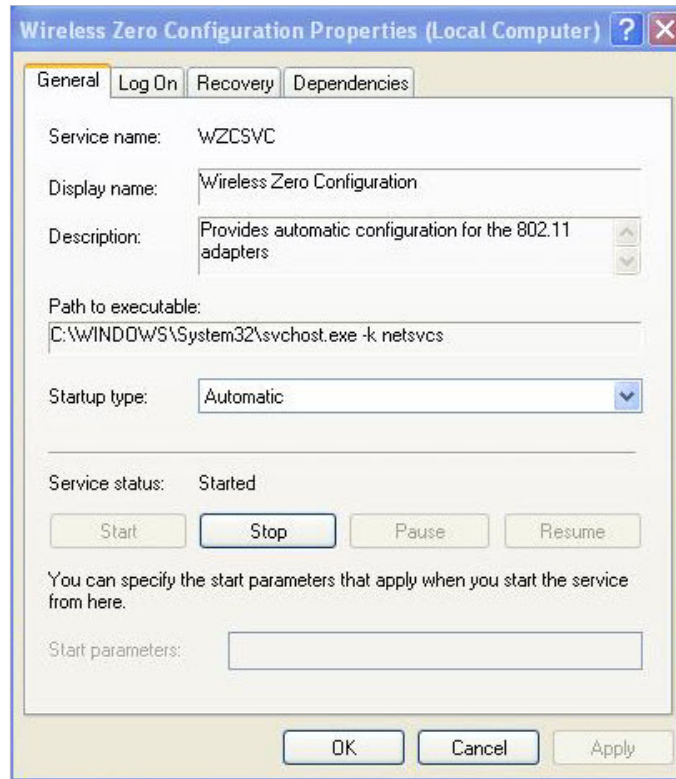 Wireless Zero Configuration Properties (Local Computer) ?
General Log On Recovery Dependencies
Service name: WZCSVC
Display name: Wireless Zero Configuration
Description: Provides automatic configuration for the 802.11
adapters
Path to executable:
C:\WINDOWS\System32\svchost.exe -k netsvcs
Startup type: Automatic
Service status: Started
Start Stop Pause Resume
You can specify the start parameters that apply when you start the service
from here.
Start parameters:
OK Cancel Apply